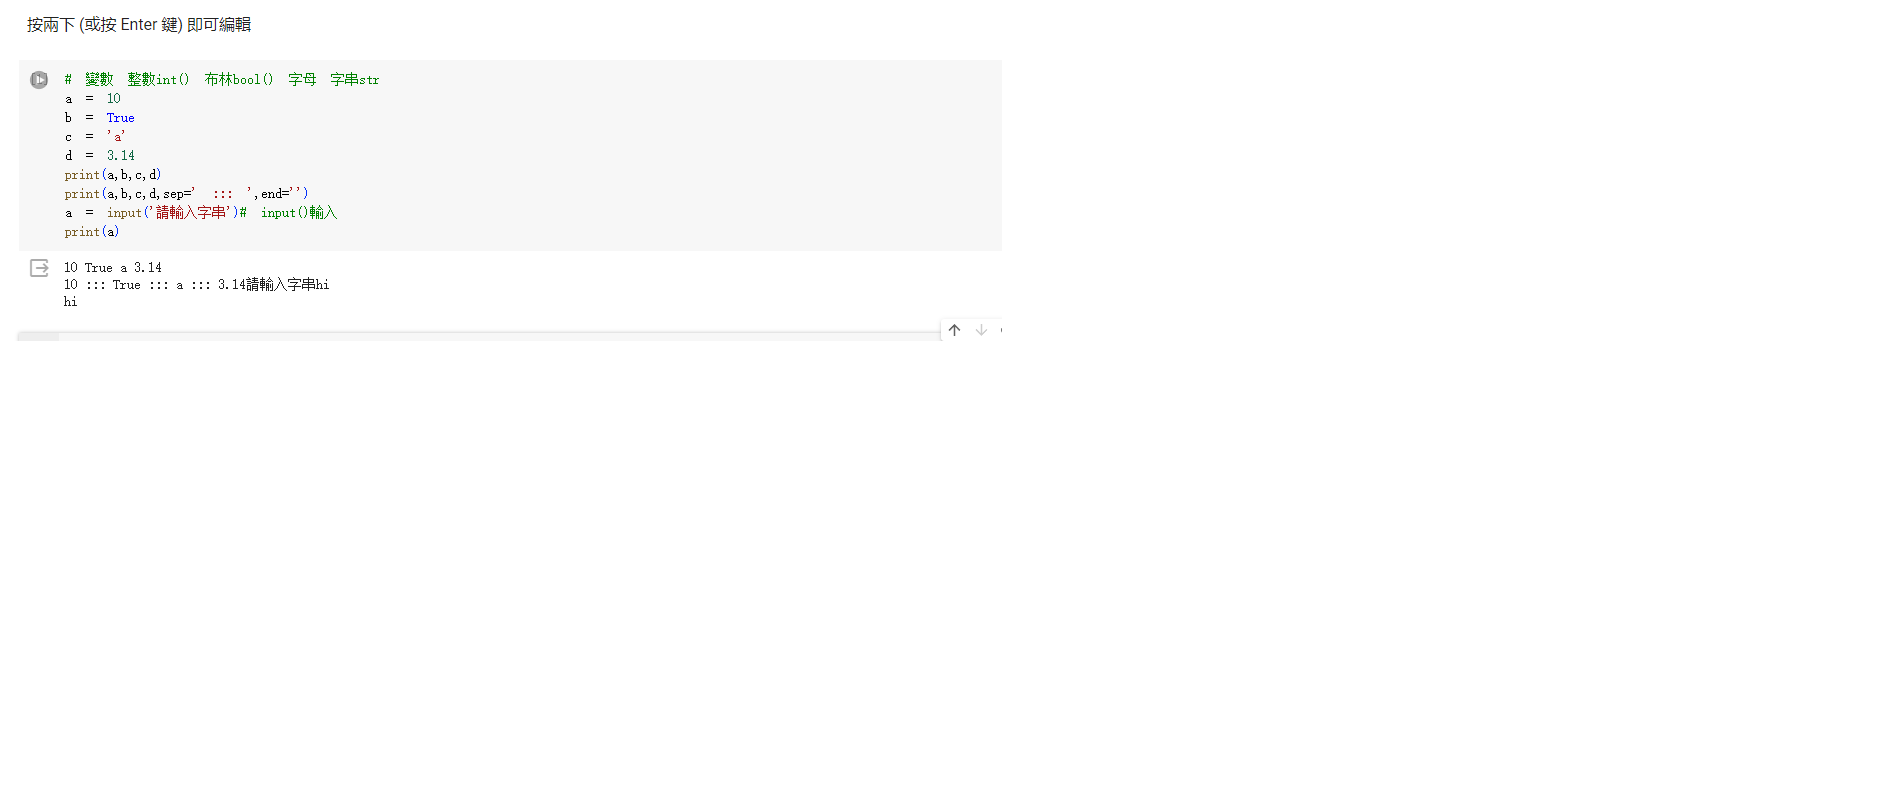 按兩下 (或按 Enter 鍵) 即可編輯
# 變數 整數int() 布林bool() 字母 字串str
a = 10
b = True
c = 'a'
d = 3.14
print(a,b,c,d)
print(a,b,c,d,sep=' ::: ',end='')
a = input('請輸入字串')# input()輸入
print(a)
10 True a 3.14
10 ::: True ::: a ::: 3.14請輸入字串hi
hi